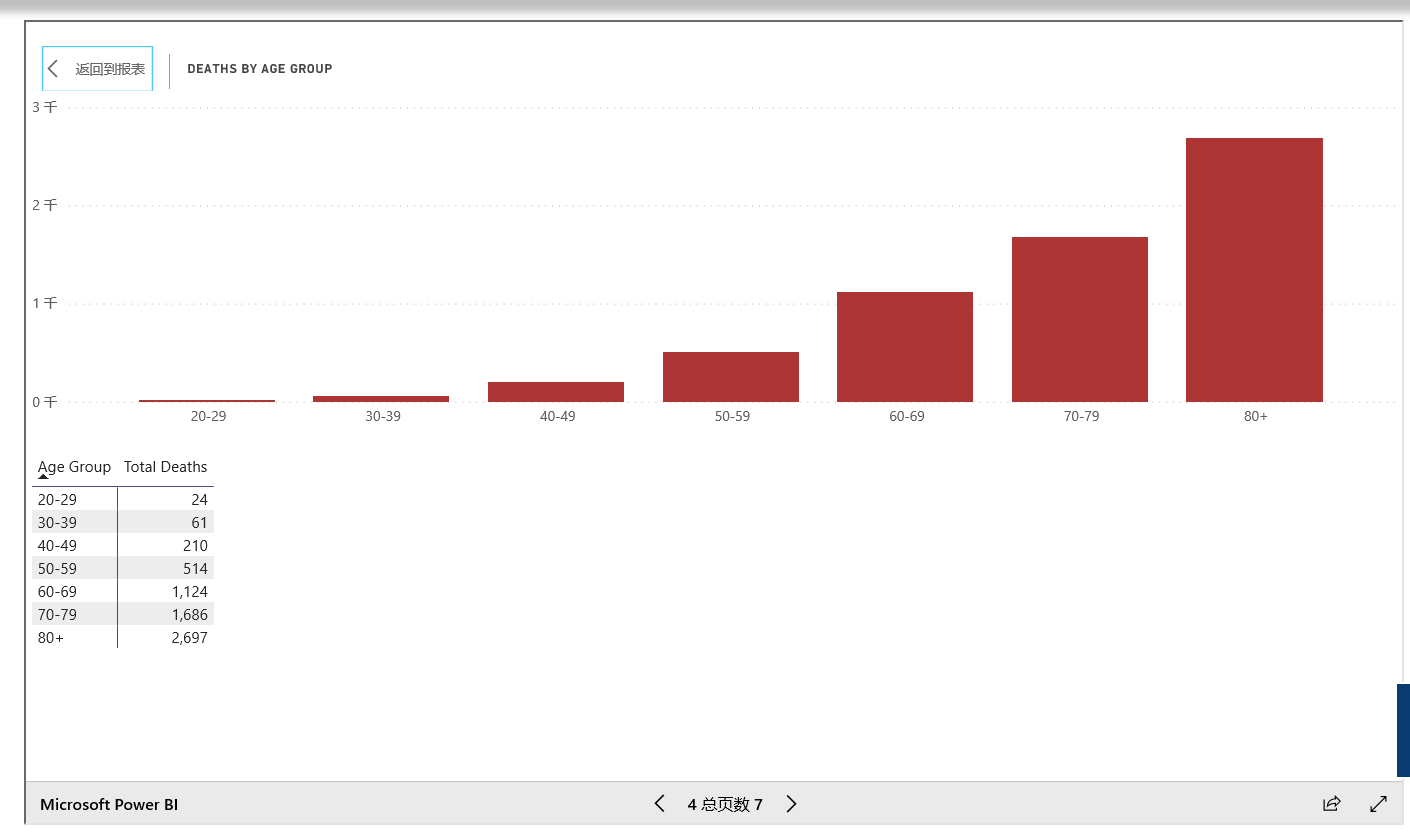 返回到报表
DEATHS BY AGE GROUP
3 千
2 千
1 千
0 千
20-29 30-39 40-49 50-59 60-69 70-79 80+
Age Group Total Deaths
20-29 24
30-39 61
40-49 210
50-59 514
60-69 1,124
70-79 1,686
80+ 2,697
Microsoft Power BI
4 总页数 7